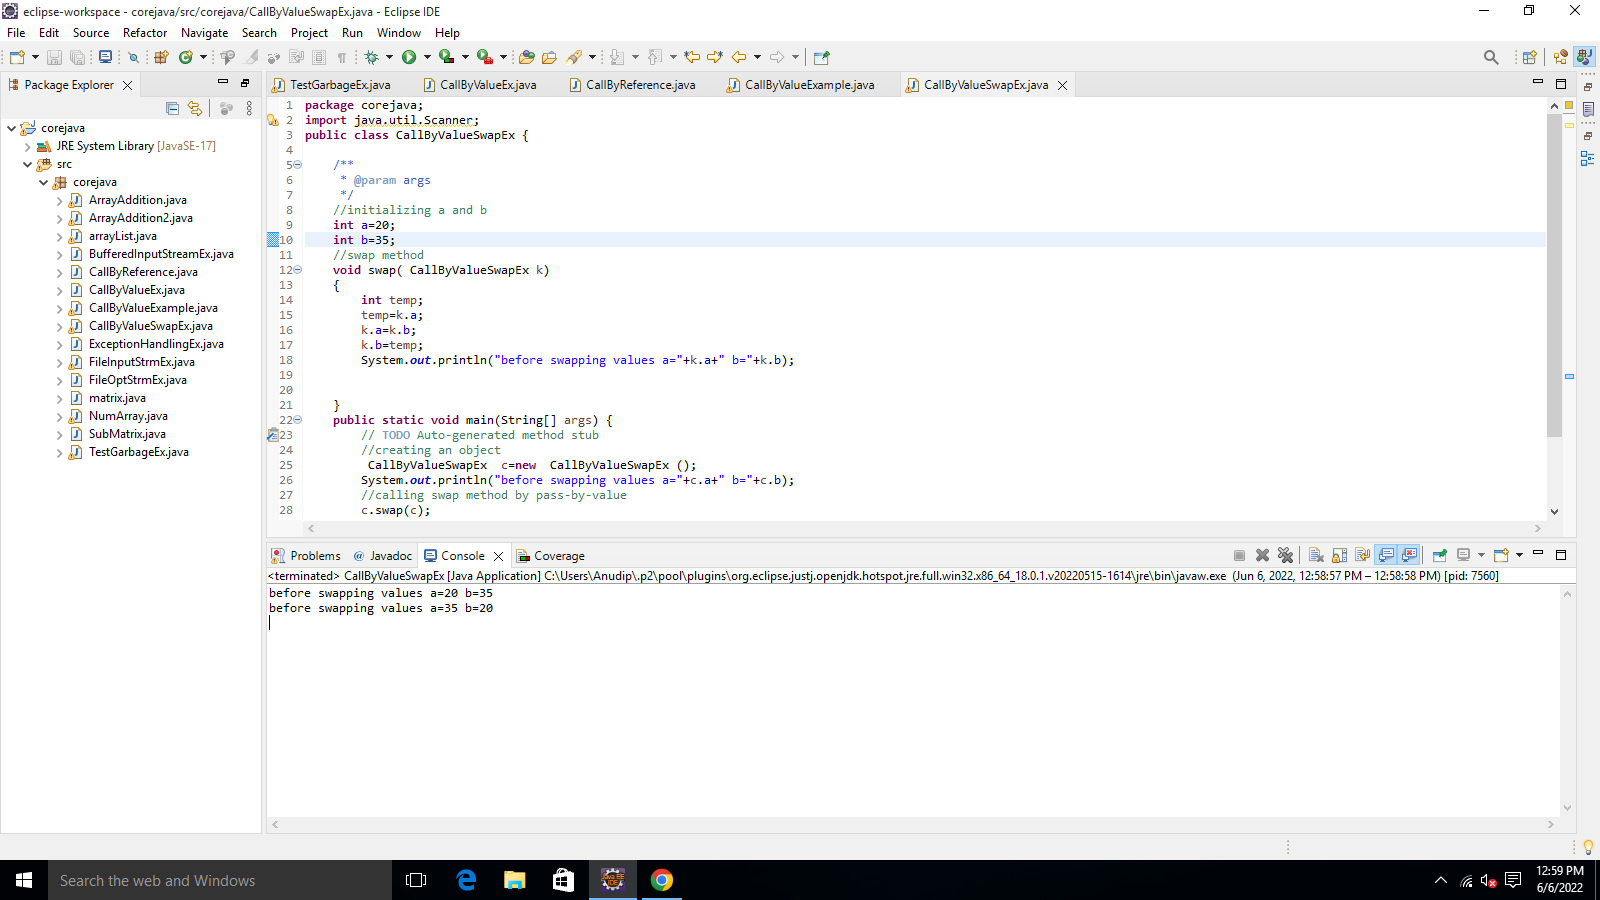 eclipse-workspace - corejava/src/corejava/CallByValueSwapEx.java - Eclipse IDE
File Edit Source Refactor Navigate Search Project Run Window Help
Package Explorer
corejava
JRE System Library [JavaSE-17]
src
corejava
ArrayAddition.java
ArrayAddition2.java
arrayList.java
BufferedInputStreamEx.java
CallByReference.java
CallByValueEx.java
CallByValueExample.java
CallByValueSwapEx.java
ExceptionHandlingEx.java
FileInputStrmEx.java
FileOptStrmEx.java
matrix.java
NumArray.java
SubMatrix.java
TestGarbageEx.java
TestGarbageEx.java CallByValueEx.java CallByReference.java CallByValueExample.java CallByValueSwapEx.java
1 package corejava;
2 import java.util.Scanner;
3 public class CallByValueSwapEx {
4
5 /**
6 * @param args
7 */
8 //initializing a and b
9 int a=20;
10 int b=35;
11 //swap method
12 void swap( CallByValueSwapEx k)
13 {
14 int temp;
15 temp=k.a;
16 k.a=k.b;
17 k.b=temp;
18 System.out.println("before swapping values a="+k.a+" b="+k.b);
19
20
21 }
22 public static void main(String[] args) {
23 // TODO Auto-generated method stub
24 //creating an object
25 CallByValueSwapEx c=new CallByValueSwapEx ();
26 System.out.println("before swapping values a="+c.a+" b="+c.b);
27 //calling swap method by pass-by-value
28 c.swap(c);
Problems @ Javadoc Console Coverage
<terminated> CallByValueSwapEx [Java Application] C:\Users\Anudip\.p2\pool\plugins\org.eclipse.justj.openjdk.hotspot.jre.full.win32.x86_64_18.0.1.v20220515-1614\jre\bin\javaw.exe (Jun 6, 2022, 12:58:57 PM – 12:58:58 PM) [pid: 7560]
before swapping values a=20 b=35
before swapping values a=35 b=20
Search the web and Windows
12:59 PM
6/6/2022